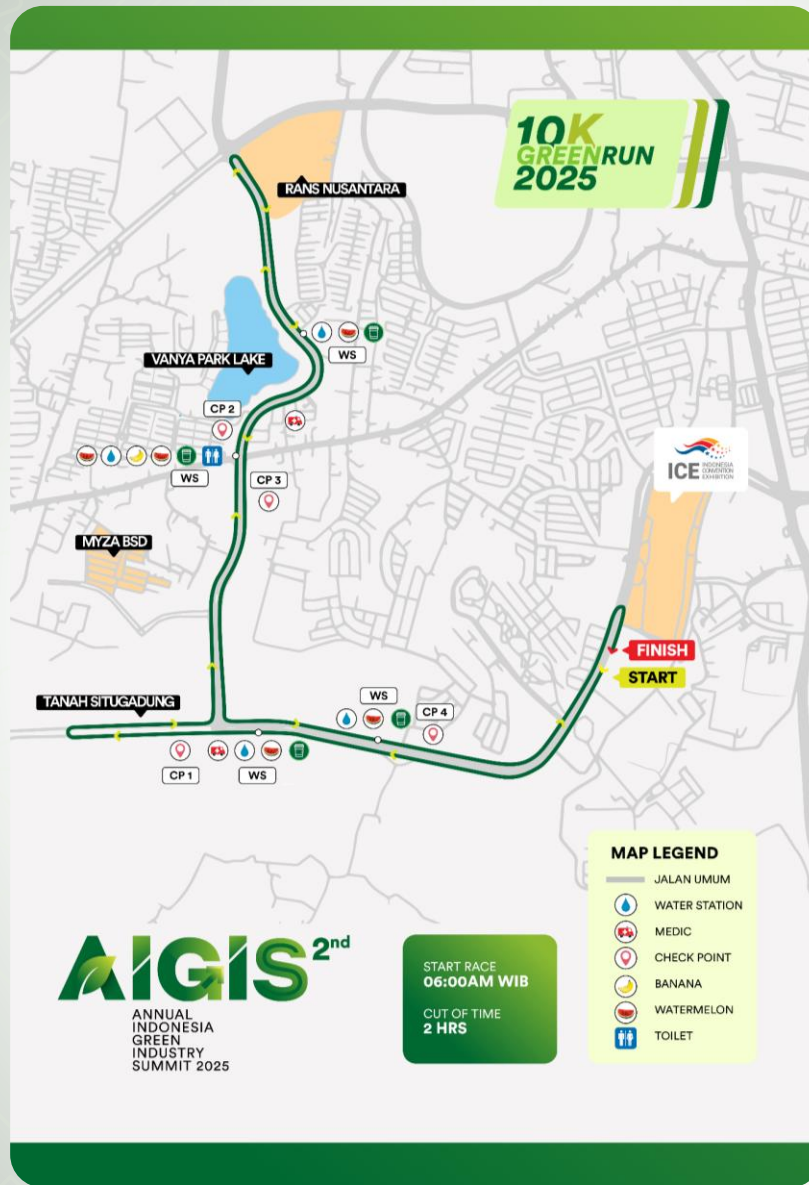 10K
GREENRUN
2025
RANS NUSANTARA
WS
VANYA PARK LAKE
CP 2
WS
CP 3
ICE INDONESIA
CONVENTION
EXHIBITION
MYZA BSD
FINISH
START
TANAH SITUGADUNG
WS
CP 4
CP 1
WS
MAP LEGEND
JALAN UMUM
WATER STATION
MEDIC
CHECK POINT
BANANA
WATERMELON
TOILET
AIGIS 2nd
ANNUAL
INDONESIA
GREEN
INDUSTRY
SUMMIT 2025
START RACE
06:00AM WIB
CUT OF TIME
2 HRS